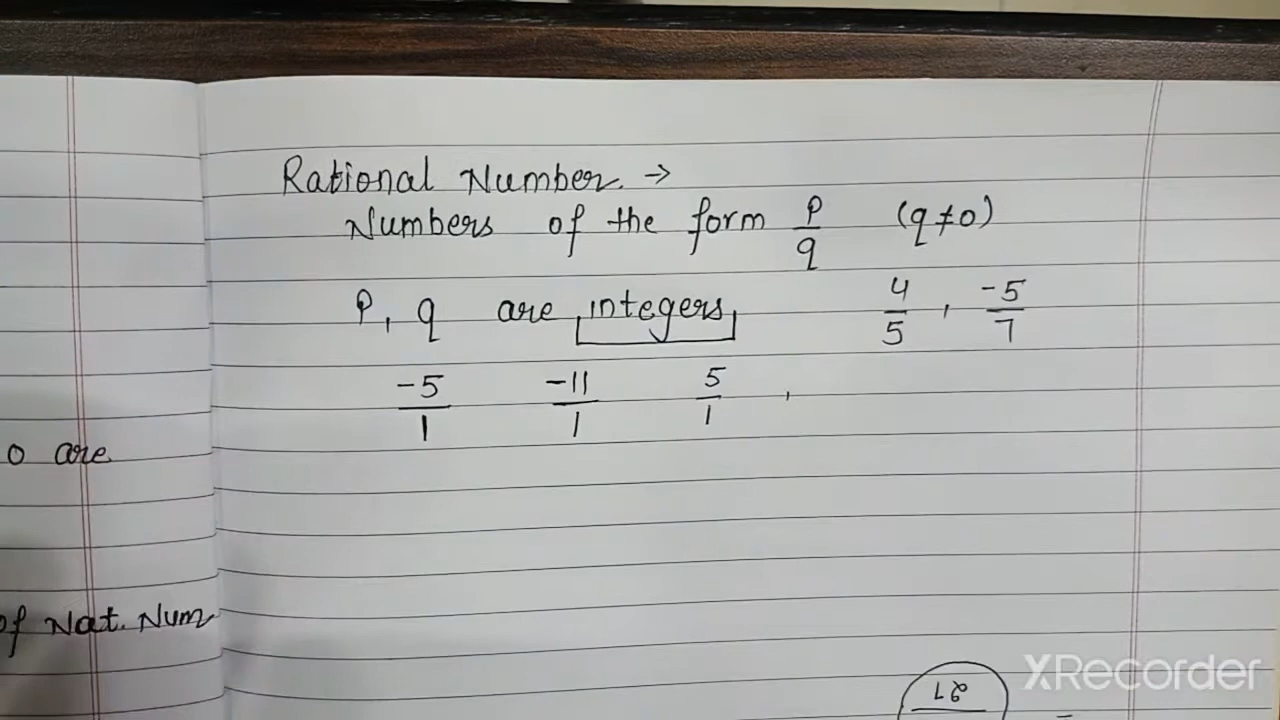 Rational Number →
Numbers of the form p/q (q≠0)
P, q are integers, 4/5 , -5/7
-5/1 -11/1 5/1 ,
0 are
of Nat. Num
XRecorder